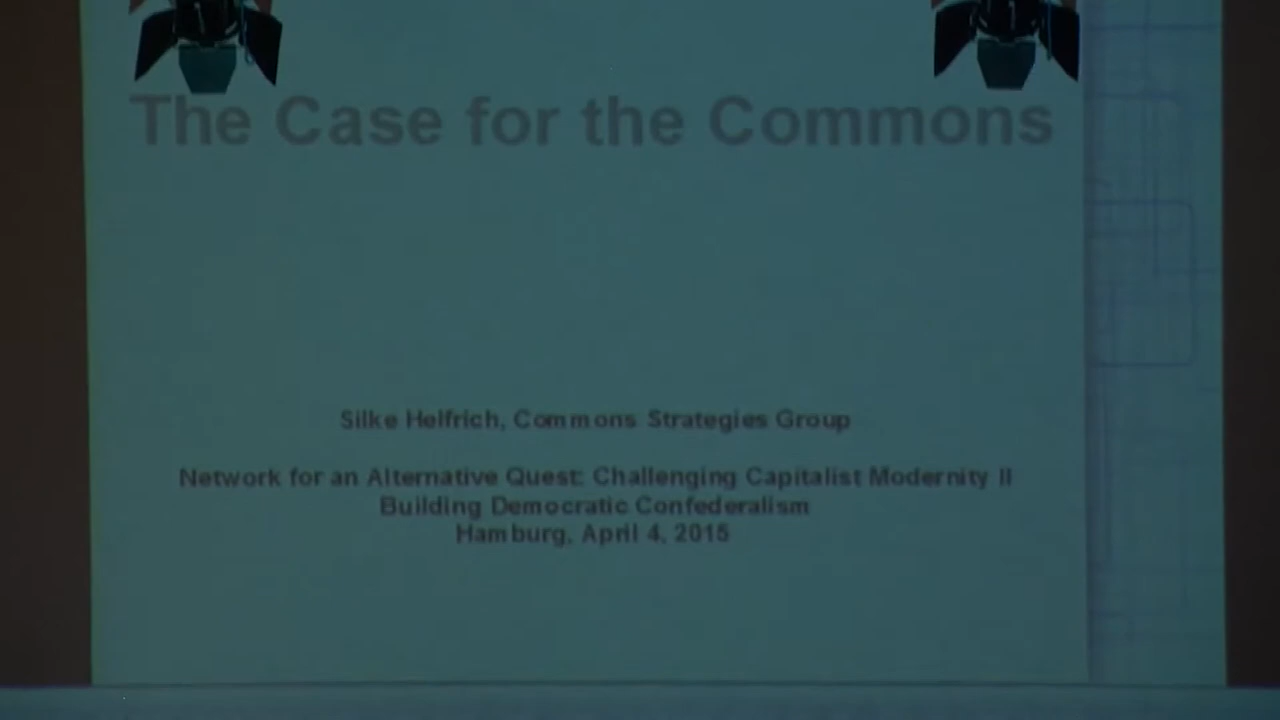 The Case for the Commons
Silke Helfrich, Commons Strategies Group
Network for an Alternative Quest: Challenging Capitalist Modernity II
Building Democratic Confederalism
Hamburg, April 4, 2015